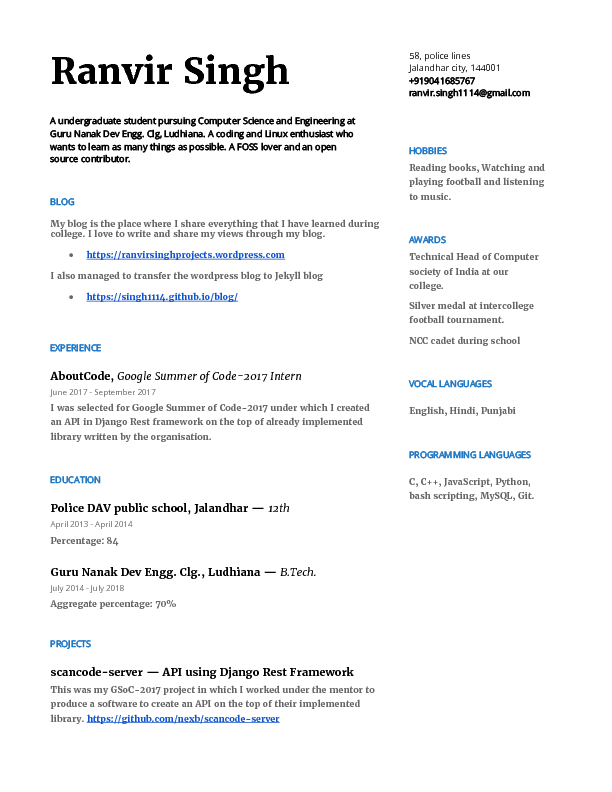 Ranvir Singh
A undergraduate student pursuing Computer Science and Engineering at
Guru Nanak Dev Engg. Clg, Ludhiana. A coding and Linux enthusiast who
wants to learn as many things as possible. A FOSS lover and an open
source contributor.
BLOG
My blog is the place where I share everything that I have learned during
college. I love to write and share my views through my blog.
● https://ranvirsinghprojects.wordpress.com
I also managed to transfer the wordpress blog to Jekyll blog
● https://singh1114.github.io/blog/
EXPERIENCE
AboutCode, Google Summer of Code-2017 Intern
June 2017 - September 2017
I was selected for Google Summer of Code-2017 under which I created
an API in Django Rest framework on the top of already implemented
library written by the organisation.
EDUCATION
Police DAV public school, Jalandhar — 12th
April 2013 - April 2014
Percentage: 84
Guru Nanak Dev Engg. Clg., Ludhiana — B.Tech.
July 2014 - July 2018
Aggregate percentage: 70%
PROJECTS
scancode-server — API using Django Rest Framework
This was my GSoC-2017 project in which I worked under the mentor to
produce a software to create an API on the top of their implemented
library. https://github.com/nexb/scancode-server
58, police lines
Jalandhar city, 144001
+919041685767
ranvir.singh1114@gmail.com
HOBBIES
Reading books, Watching and
playing football and listening
to music.
AWARDS
Technical Head of Computer
society of India at our
college.
Silver medal at intercollege
football tournament.
NCC cadet during school
VOCAL LANGUAGES
English, Hindi, Punjabi
PROGRAMMING LANGUAGES
C, C++, JavaScript, Python,
bash scripting, MySQL, Git.